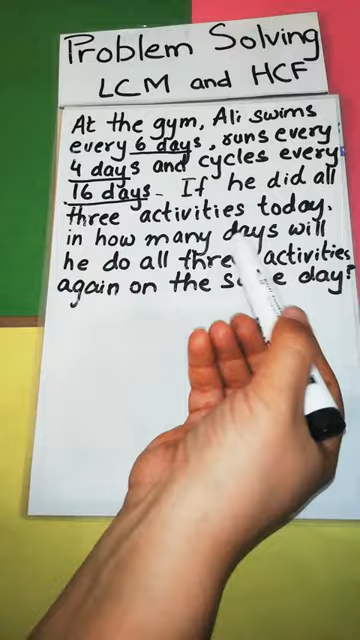 Problem Solving
LCM and HCF
At the gym, Ali swims
every 6 days, runs every
4 days and cycles every
16 days. If he did all
three activities today.
in how many days will
he do all three activities
again on the same day?